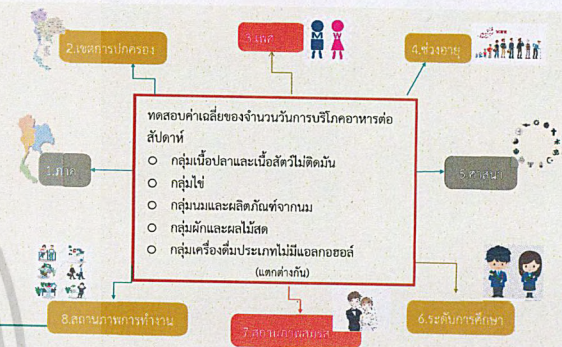 2.เขตการปกครอง
3.เพศ
4.ช่วงอายุ
ทดสอบค่าเฉลี่ยของจำนวนวันการบริโภคอาหารต่อ
สัปดาห์
○ กลุ่มเนื้อปลาและเนื้อสัตว์ไม่ติดมัน
○ กลุ่มไข่
○ กลุ่มนมและผลิตภัณฑ์จากนม
○ กลุ่มผักและผลไม้สด
○ กลุ่มเครื่องดื่มประเภทไม่มีแอลกอฮอล์
(แตกต่างกัน)
1.ภาค
5.ศาสนา
8.สถานภาพการทำงาน
7.สถานภาพสมรส
6.ระดับการศึกษา